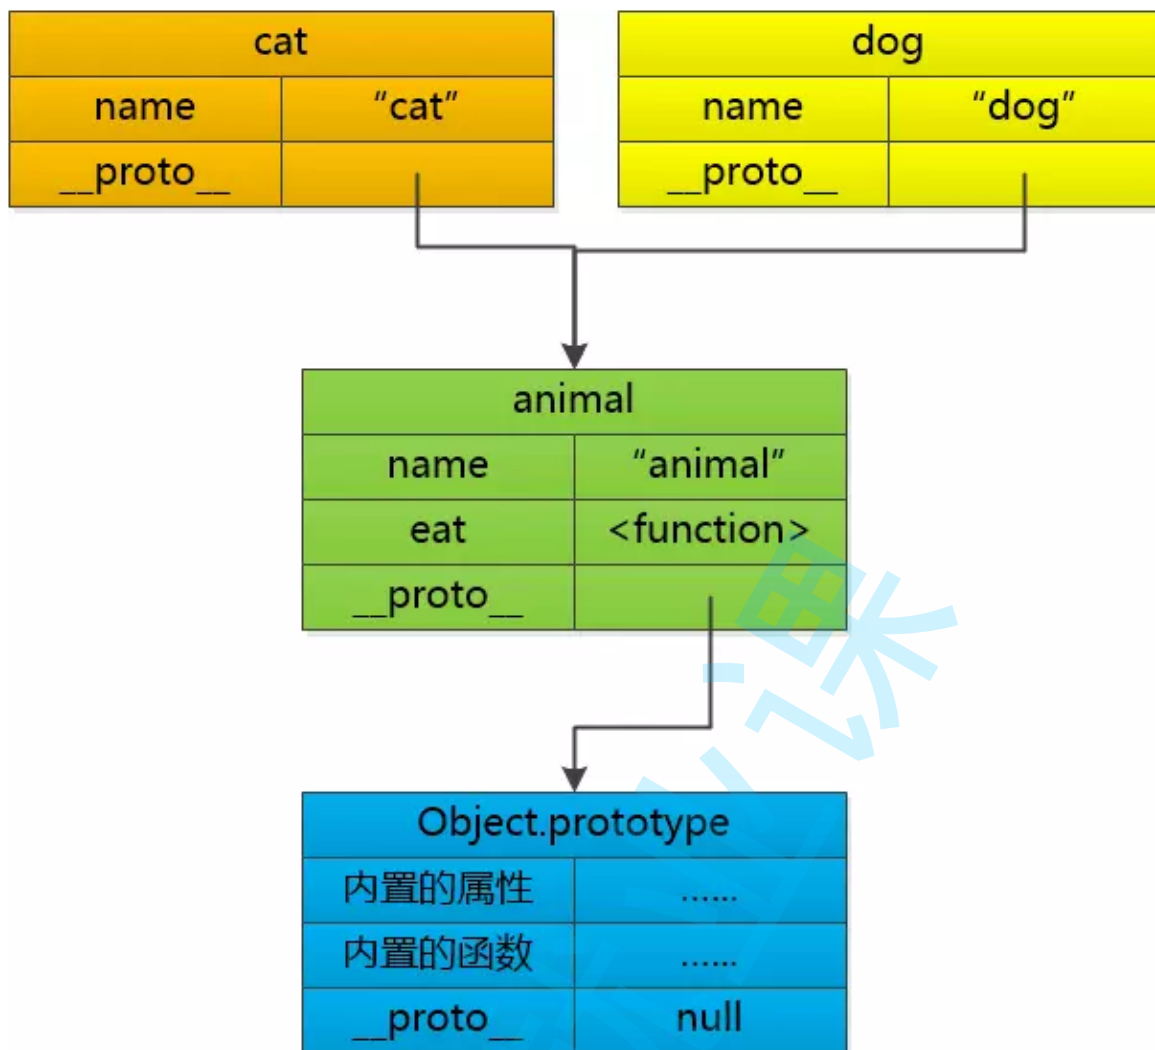 cat
name "cat"
__proto__
dog
name "dog"
__proto__
animal
name "animal"
eat <function>
__proto__
Object.prototype
内置的属性 ......
内置的函数 ......
__proto__ null